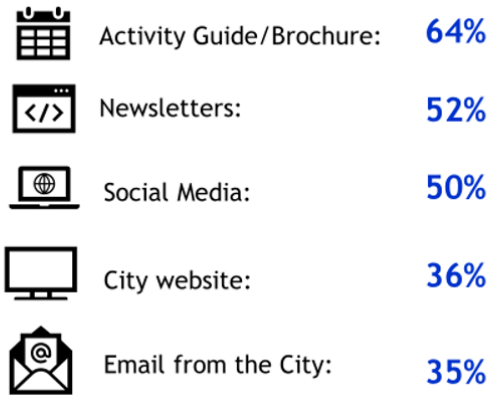 Activity Guide/Brochure: 64%
</> Newsletters: 52%
Social Media: 50%
City website: 36%
@ Email from the City: 35%